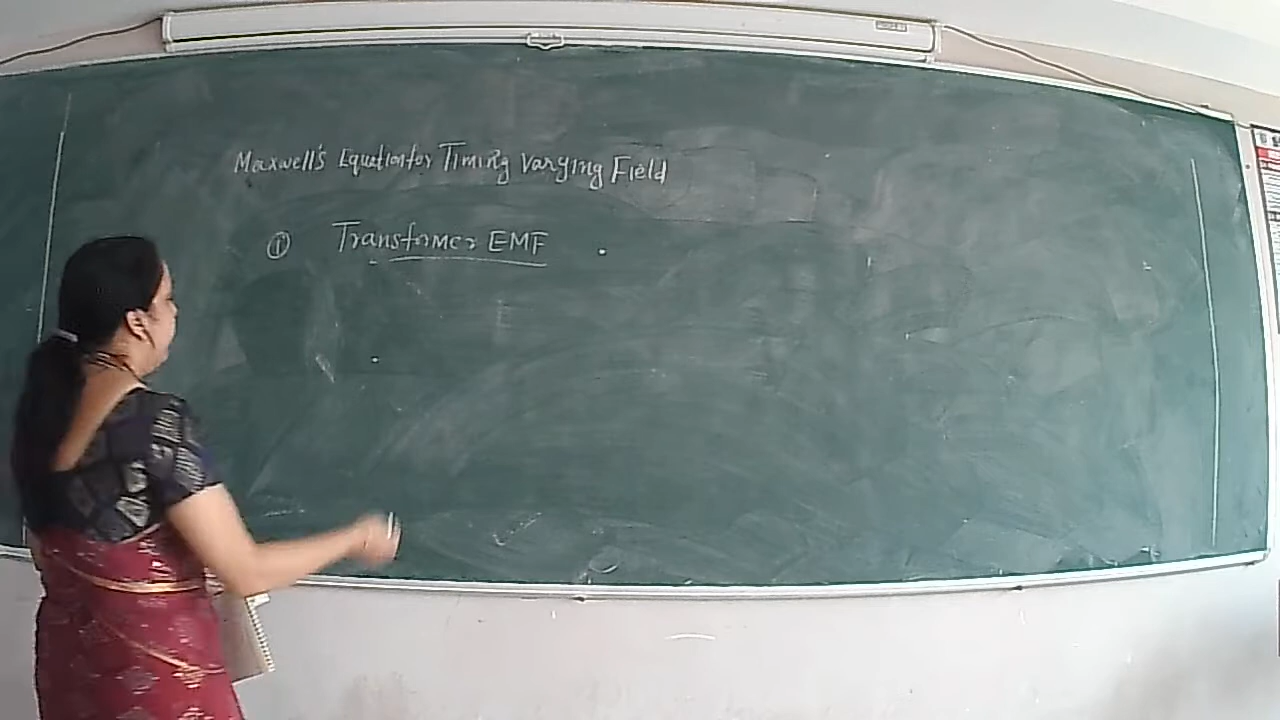 Maxwell's Equation for Timing Varying Field
① Transformer EMF